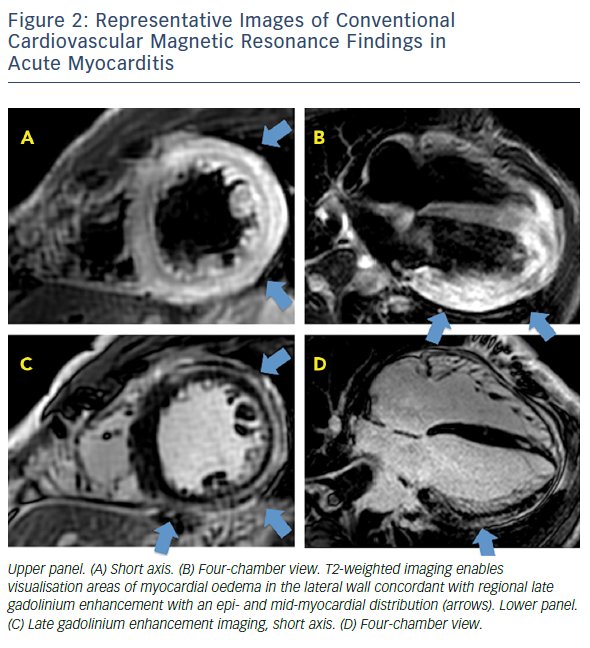 Figure 2: Representative Images of Conventional
Cardiovascular Magnetic Resonance Findings in
Acute Myocarditis
A
B
C
D
Upper panel. (A) Short axis. (B) Four-chamber view. T2-weighted imaging enables
visualisation areas of myocardial oedema in the lateral wall concordant with regional late
gadolinium enhancement with an epi- and mid-myocardial distribution (arrows). Lower panel.
(C) Late gadolinium enhancement imaging, short axis. (D) Four-chamber view.